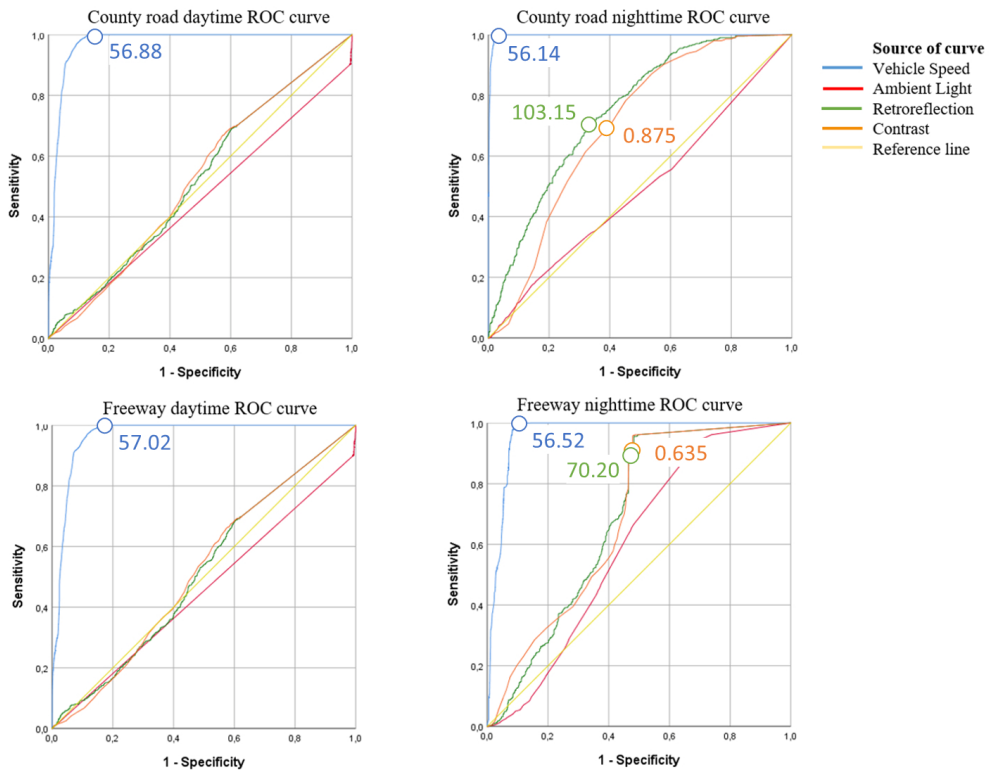 County road daytime ROC curve
1,0
0,8
0,6
0,4
0,2
0,0
56.88
Sensitivity
0,0 0,2 0,4 0,6 0,8 1,0
1 - Specificity
County road nighttime ROC curve
1,0
0,8
0,6
0,4
0,2
0,0
56.14
103.15
0.875
Sensitivity
0,0 0,2 0,4 0,6 0,8 1,0
1 - Specificity
Source of curve
Vehicle Speed
Ambient Light
Retroreflection
Contrast
Reference line
Freeway daytime ROC curve
1,0
0,8
0,6
0,4
0,2
0,0
57.02
Sensitivity
0,0 0,2 0,4 0,6 0,8 1,0
1 - Specificity
Freeway nighttime ROC curve
1,0
0,8
0,6
0,4
0,2
0,0
56.52
0.635
70.20
Sensitivity
0,0 0,2 0,4 0,6 0,8 1,0
1 - Specificity